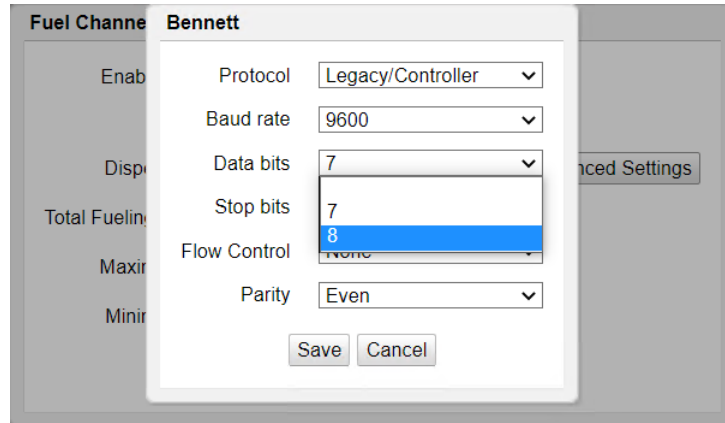 Fuel Channe
Bennett
Enab
Protocol Legacy/Controller
Baud rate 9600
Disp
Data bits 7
nced Settings
7
Total Fueling
Stop bits
8
Flow Control None
Maxir
Parity Even
Minir
Save Cancel